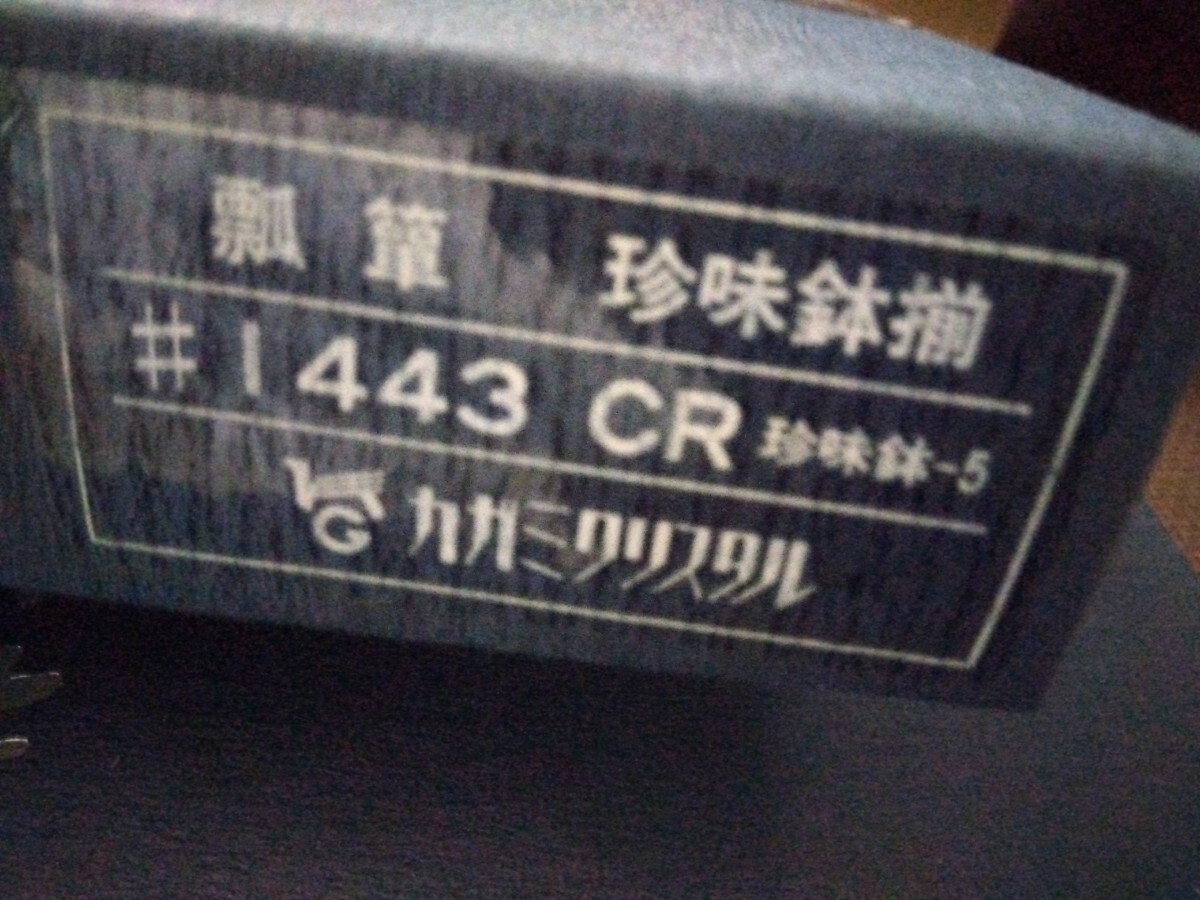 瓢箪 珍味鉢揃
#1443 CR 珍味鉢-5
カガミクリスタル